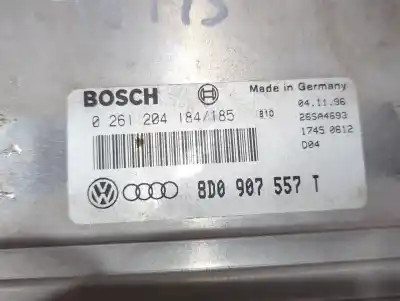 BOSCH Made in Germany
0 261 204 184/185 B10 04.11.96
26SA4693
1745 0612
D04
8D0 907 557 T